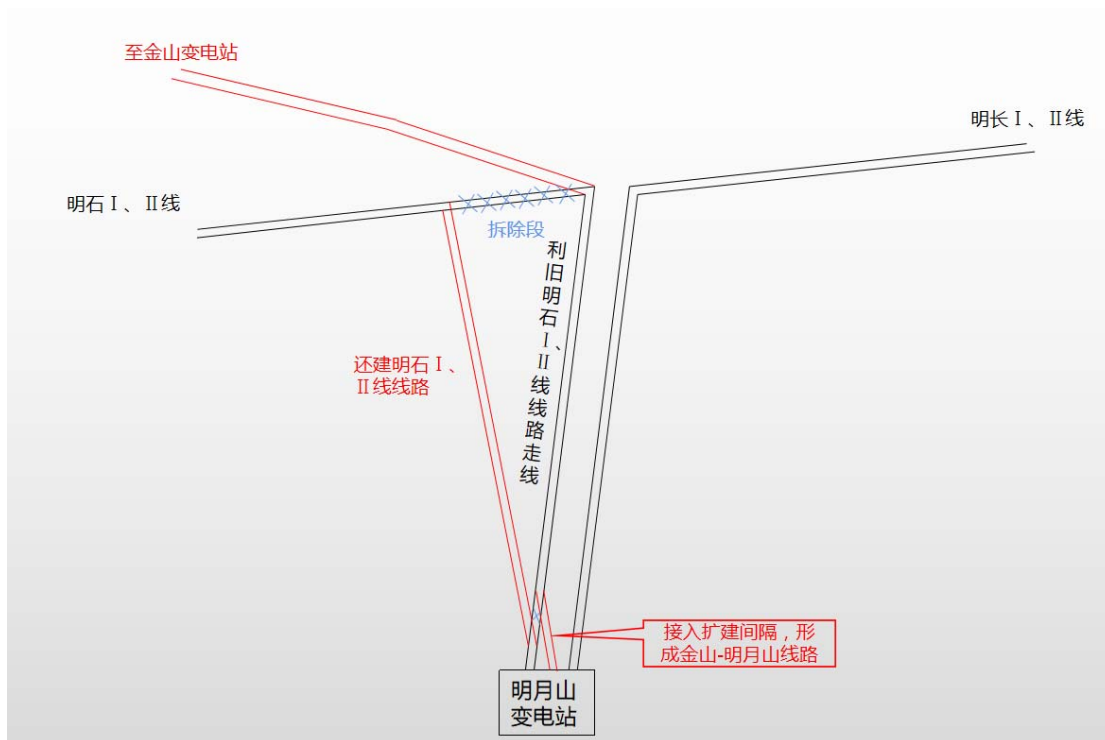 至金山变电站
明长Ⅰ、Ⅱ线
明石Ⅰ、Ⅱ线
拆除段
利旧明石Ⅰ、Ⅱ线线路走线
还建明石Ⅰ、
Ⅱ线线路
接入扩建间隔，形
成金山-明月山线路
明月山
变电站